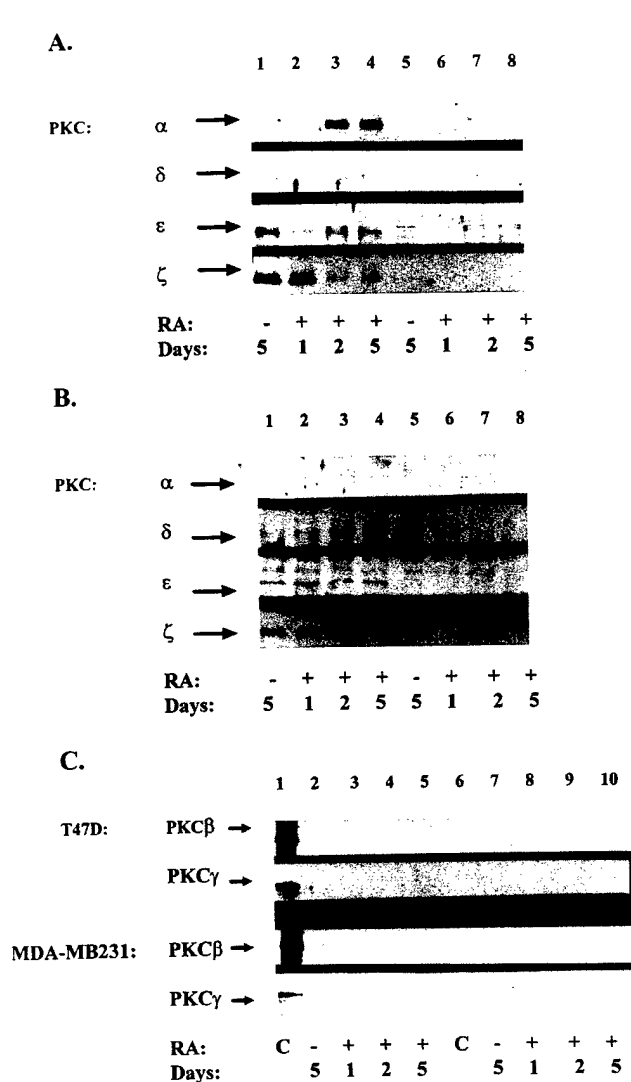 A.
1 2 3 4 5 6 7 8
PKC: α
δ
ε
ζ
RA: - + + + - + + +
Days: 5 1 2 5 5 1 2 5
B.
1 2 3 4 5 6 7 8
PKC: α
δ
ε
ζ
RA: - + + + - + + +
Days: 5 1 2 5 5 1 2 5
C.
1 2 3 4 5 6 7 8 9 10
T47D: PKCβ
PKCγ
MDA-MB231: PKCβ
PKCγ
RA: C - + + + C - + + +
Days: 5 1 2 5 5 1 2 5